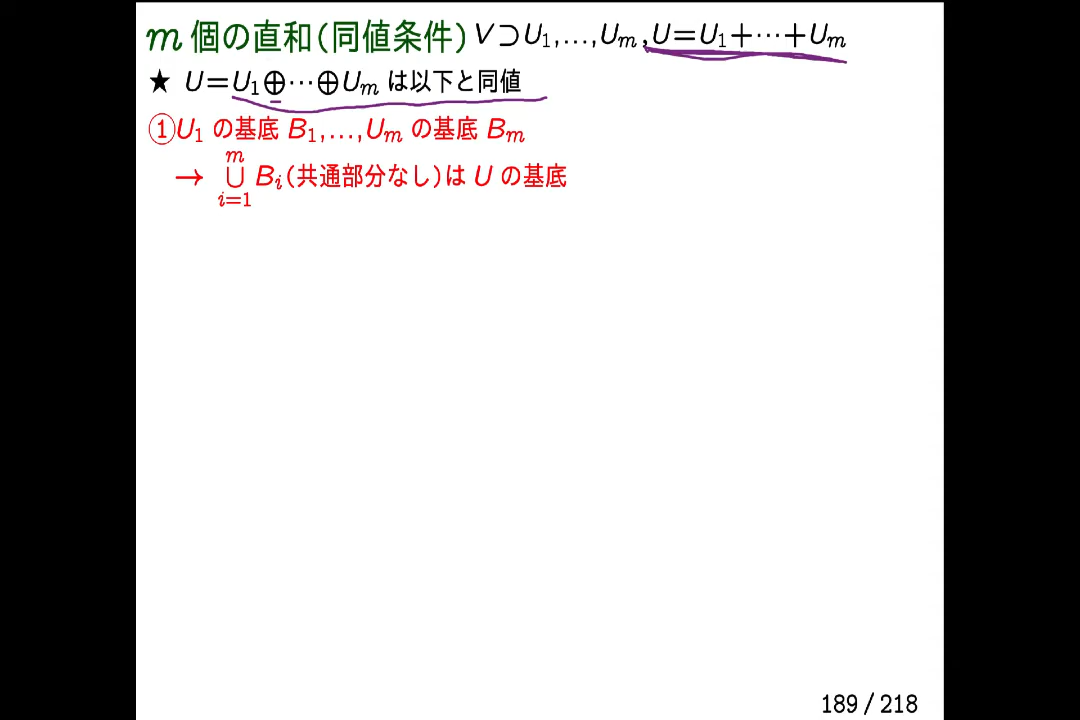 m 個の直和(同値条件) V⊃U₁,…,Uₘ,U=U₁+⋯+Uₘ
★ U=U₁⊕⋯⊕Uₘ は以下と同値
①U₁ の基底 B₁,…,Uₘ の基底 Bₘ
→ ∪_{i=1}^{m} Bᵢ(共通部分なし)は U の基底
189 / 218